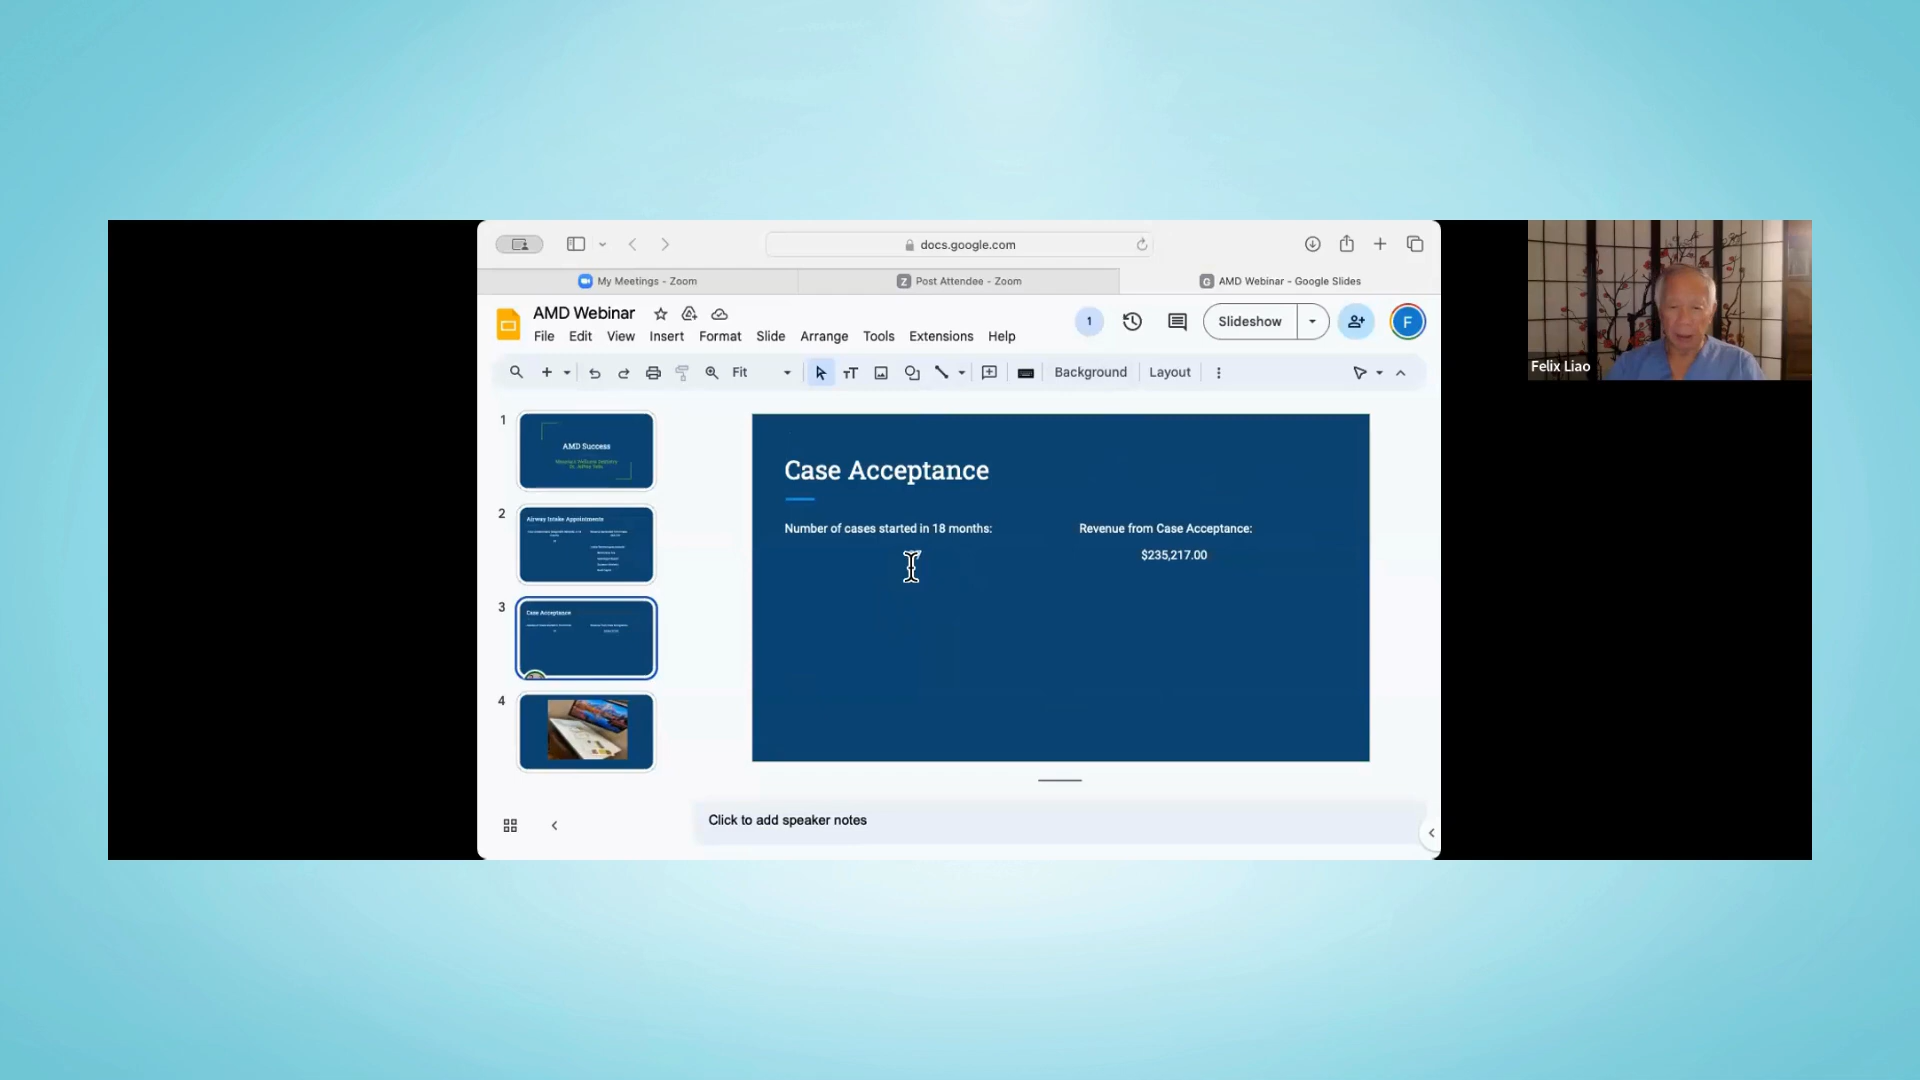 docs.google.com
My Meetings - Zoom
Post Attendee - Zoom
AMD Webinar - Google Slides
AMD Webinar
File Edit View Insert Format Slide Arrange Tools Extensions Help
1
Slideshow
F
Fit
Background
Layout
1
AMD Success
2
Airway Intake Appointments
3
Case Acceptance
4
Case Acceptance
Number of cases started in 18 months:
Revenue from Case Acceptance:
$235,217.00
Click to add speaker notes
Felix Liao